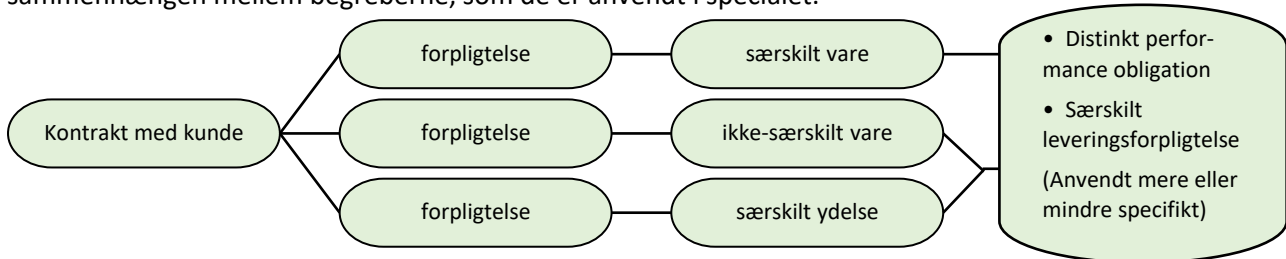 sammenhængen mellem begreberne, som de er anvendt i specialet.
Kontrakt med kunde
forpligtelse
særskilt vare
forpligtelse
ikke-særskilt vare
forpligtelse
særskilt ydelse
• Distinkt perfor-
mance obligation
• Særskilt
leveringsforpligtelse
(Anvendt mere eller
mindre specifikt)